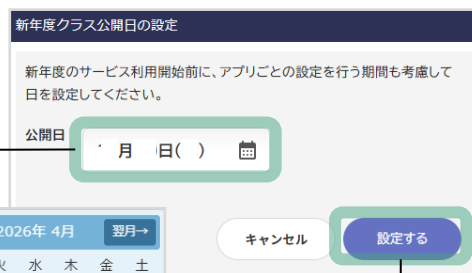 新年度クラス公開日の設定
新年度のサービス利用開始前に、アプリごとの設定を行う期間も考慮して
日を設定してください。
公開日
月 日( )
キャンセル 設定する
2026年 4月 翌月→
水 木 金 土